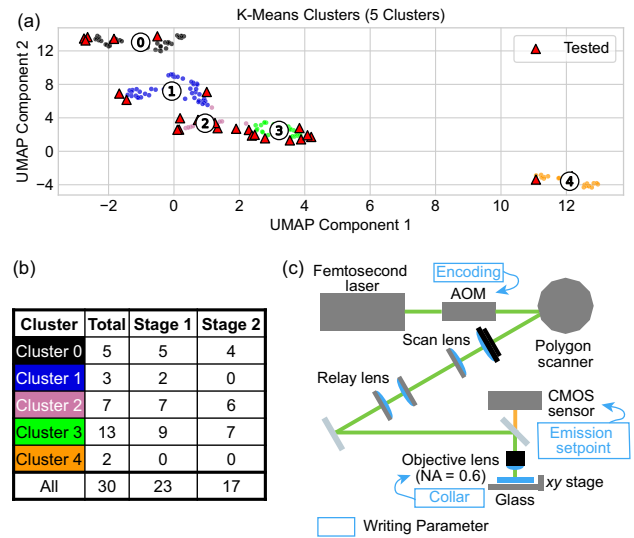 (a)
K-Means Clusters (5 Clusters)
Tested
UMAP Component 2
12
8
4
0
−4
0
1
2
3
4
−2
0
2
4
6
8
10
12
UMAP Component 1
(b)
Cluster Total Stage 1 Stage 2
Cluster 0 5 5 4
Cluster 1 3 2 0
Cluster 2 7 7 6
Cluster 3 13 9 7
Cluster 4 2 0 0
All 30 23 17
(c)
Femtosecond
laser
Encoding
AOM
Scan lens
Polygon
scanner
Relay lens
CMOS
sensor
Emission
setpoint
Objective lens
(NA = 0.6)
Collar
xy stage
Glass
Writing Parameter